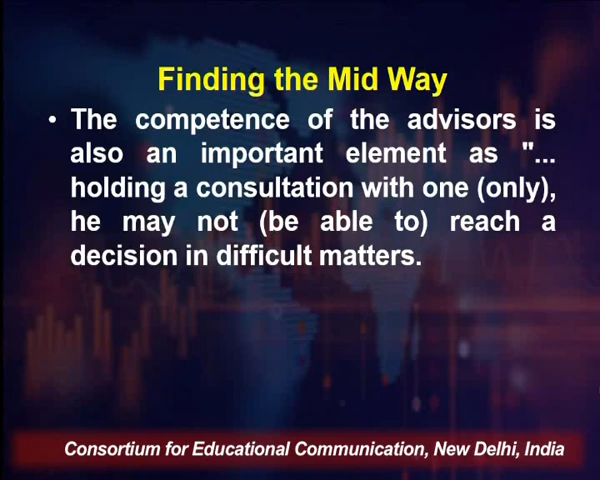 Finding the Mid Way
• The competence of the advisors is
also an important element as "...
holding a consultation with one (only),
he may not (be able to) reach a
decision in difficult matters.
Consortium for Educational Communication, New Delhi, India